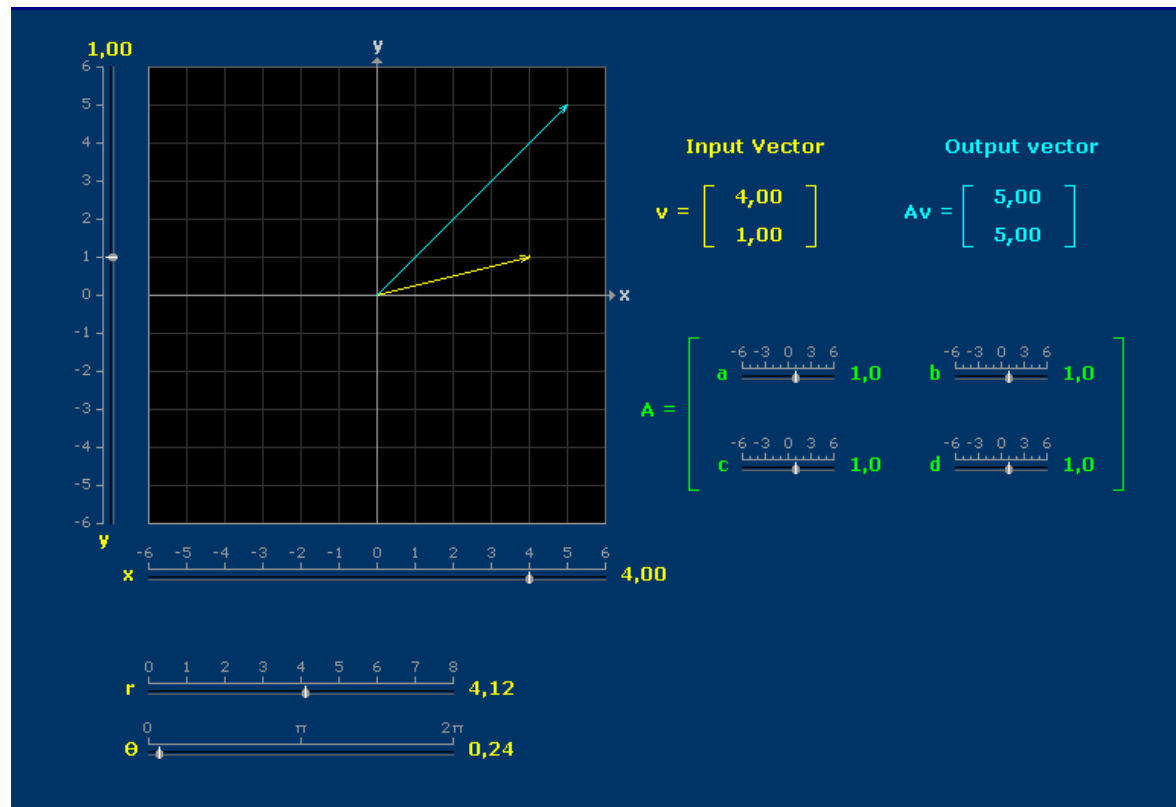 1,00
y
6
5
4
3
2
1
0
-1
-2
-3
-4
-5
-6
y
x
-6 -5 -4 -3 -2 -1 0 1 2 3 4 5 6
x 4,00
0 1 2 3 4 5 6 7 8
r 4,12
0 π 2π
θ 0,24
Input Vector Output vector
v = 4,00 1,00
Av = 5,00 5,00
A =
-6 -3 0 3 6
a 1,0
-6 -3 0 3 6
b 1,0
-6 -3 0 3 6
c 1,0
-6 -3 0 3 6
d 1,0